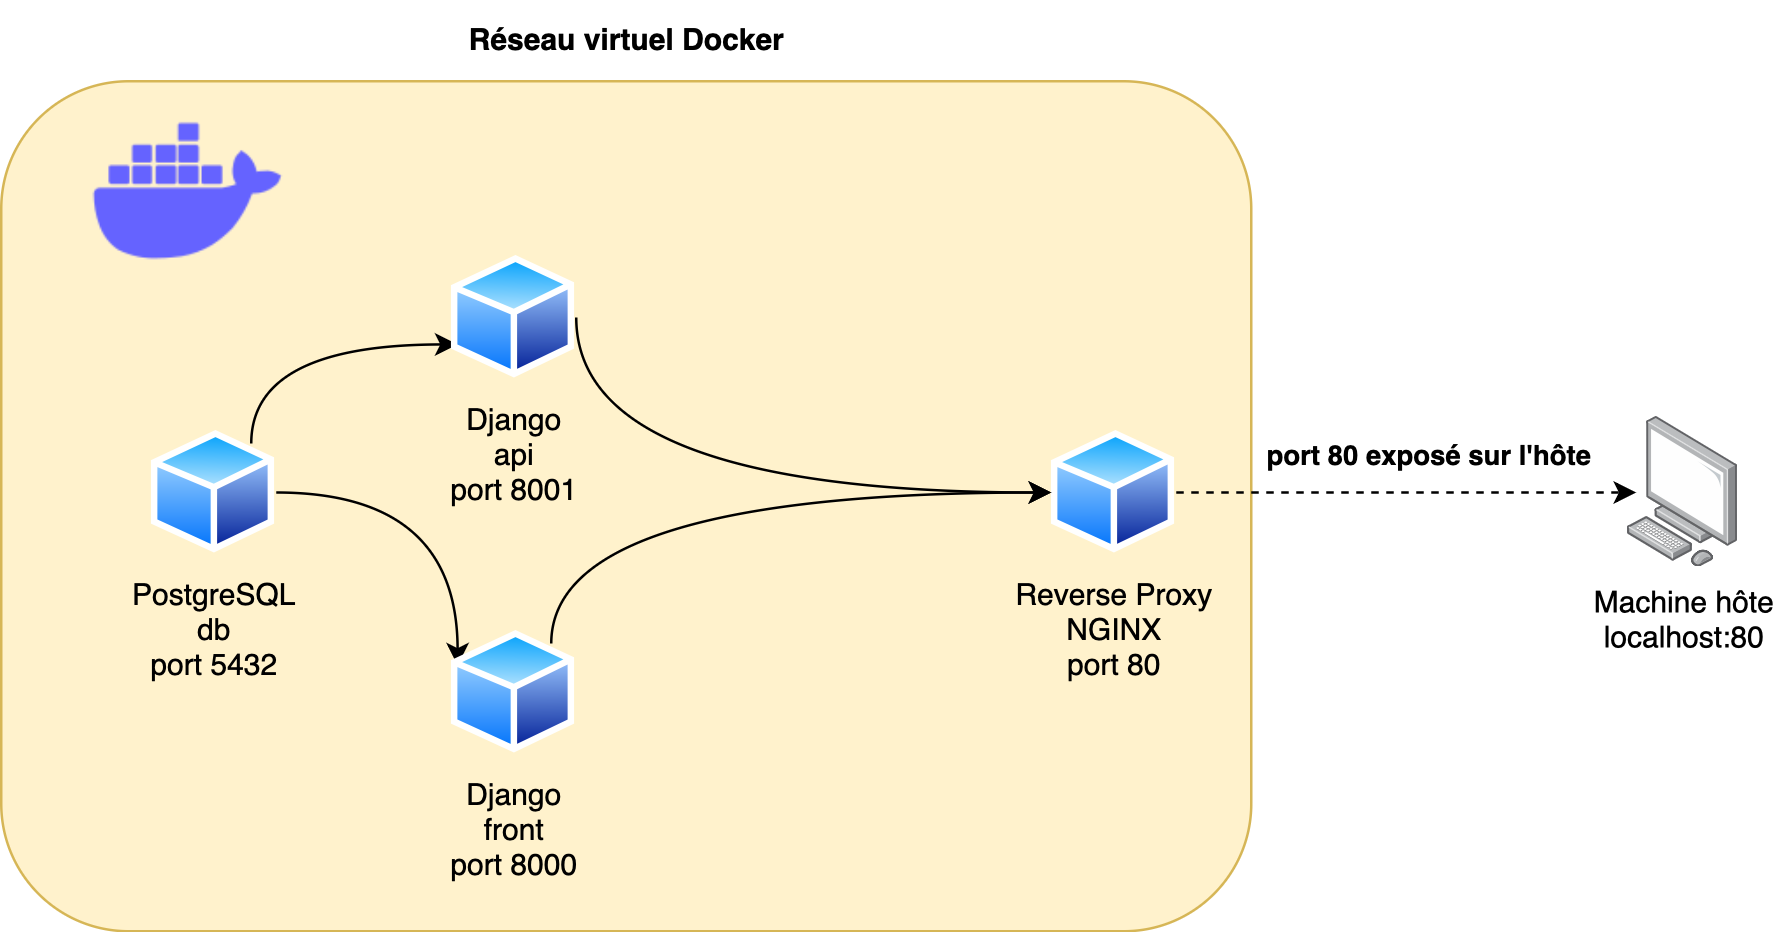 Réseau virtuel Docker
Django
api
port 8001
PostgreSQL
db
port 5432
Django
front
port 8000
Reverse Proxy
NGINX
port 80
port 80 exposé sur l'hôte
Machine hôte
localhost:80